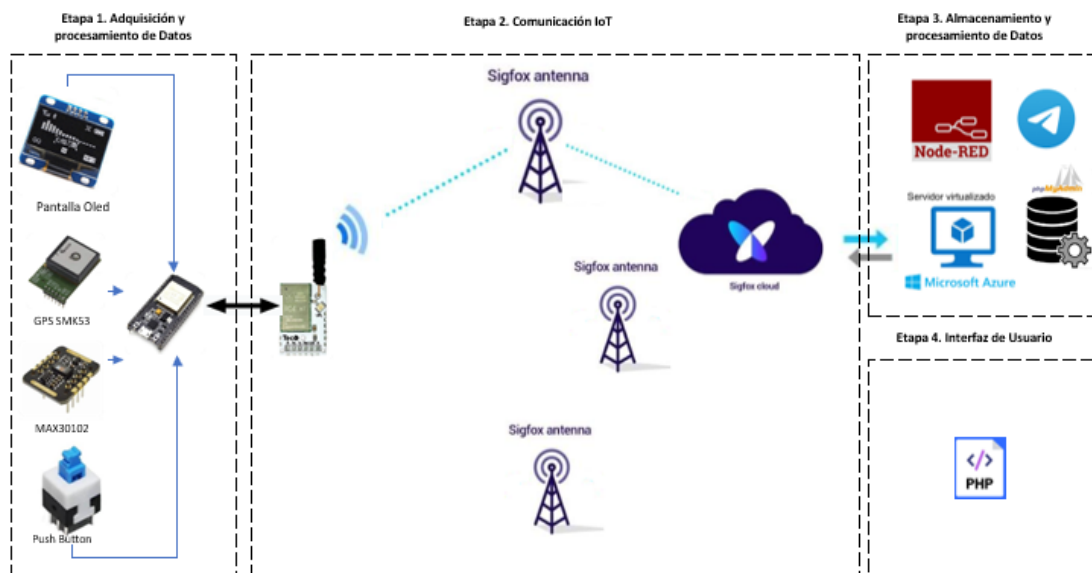 Etapa 1. Adquisición y
procesamiento de Datos
Pantalla Oled
GPS SMK53
MAX30102
Push Button
Etapa 2. Comunicación IoT
Sigfox antenna
Sigfox antenna
Sigfox antenna
Sigfox cloud
Etapa 3. Almacenamiento y
procesamiento de Datos
Node-RED
phpMyAdmin
Servidor virtualizado
Microsoft Azure
Etapa 4. Interfaz de Usuario
</>
PHP